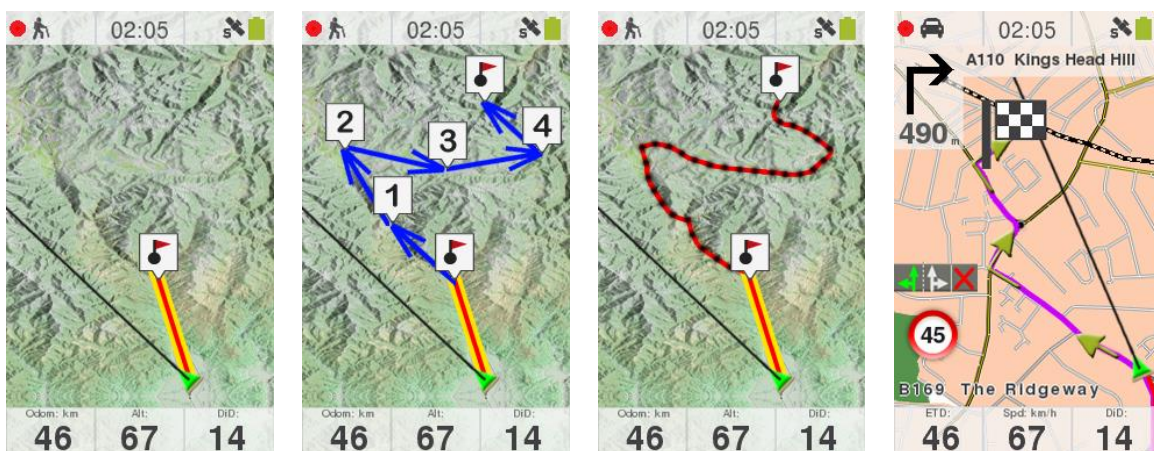 02:05
S
Odom: km Alt: DiD:
46 67 14
02:05
S
2
3
4
1
Odom: km Alt: DiD:
46 67 14
02:05
S
Odom: km Alt: DiD:
46 67 14
02:05
S
A110 Kings Head Hill
490 m
45
B169 The Ridgeway
ETD: Spd: km/h DiD:
46 67 14